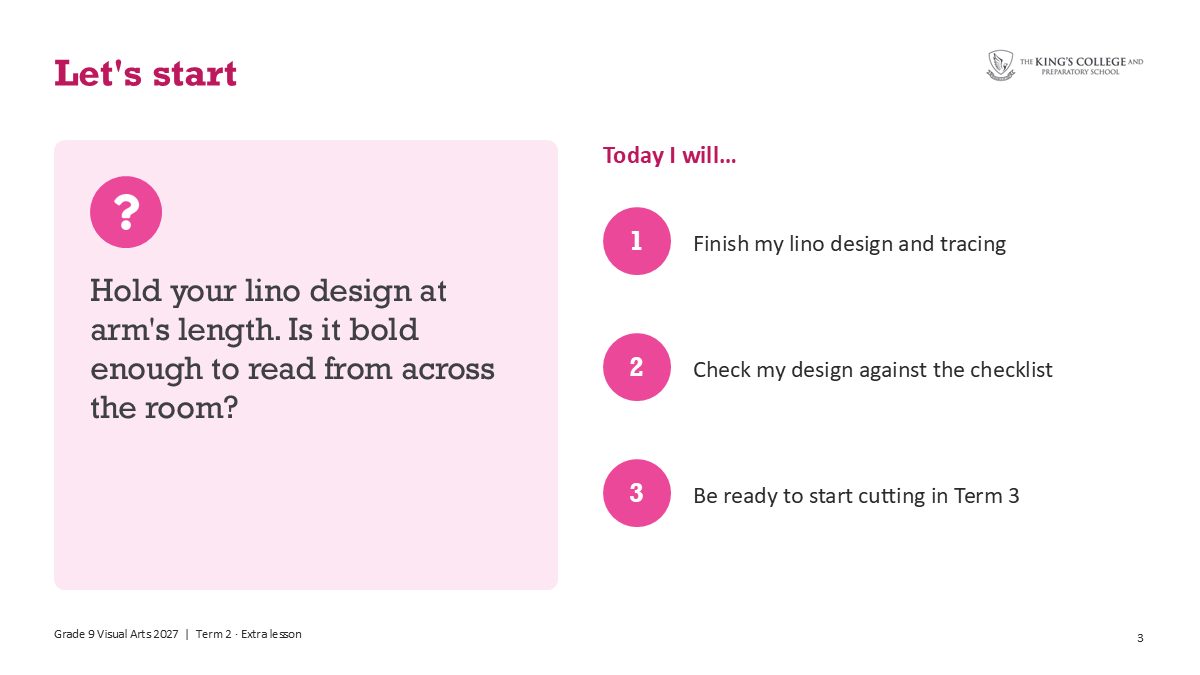 Let's start
THE KING'S COLLEGE AND
PREPARATORY SCHOOL
?
Hold your lino design at
arm's length. Is it bold
enough to read from across
the room?
Today I will...
1
Finish my lino design and tracing
2
Check my design against the checklist
3
Be ready to start cutting in Term 3
Grade 9 Visual Arts 2027 | Term 2 · Extra lesson
3